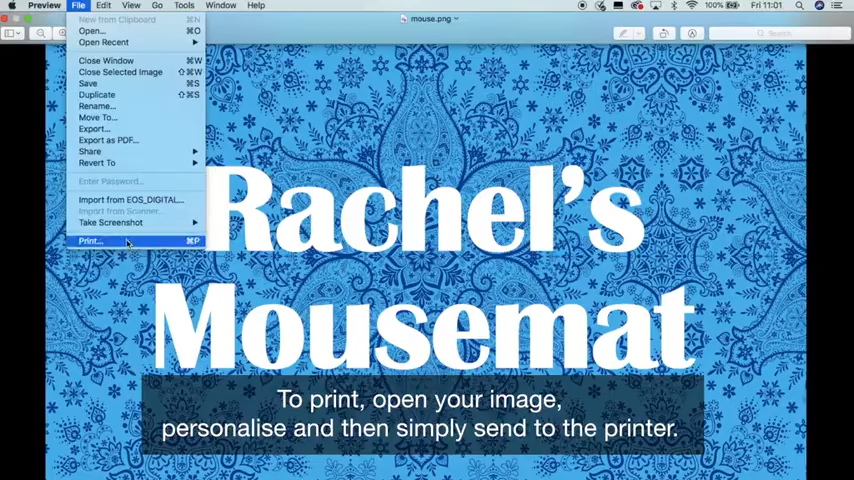 Preview File Edit View Tools Go Window Help 100% Fri 11:01
mouse.png
Search
New from Clipboard ⌘N
Open... ⌘O
Open Recent
Close Window ⌘W
Close Selected Image ⇧⌘W
Save ⌘S
Duplicate ⇧⌘S
Rename...
Move To...
Export...
Export as PDF...
Share
Revert To
Enter Password...
Import from EOS_DIGITAL...
Import from Scanner...
Take Screenshot
Print... ⌘P
Rachel's
Mousemat
To print, open your image,
personalise and then simply send to the printer.